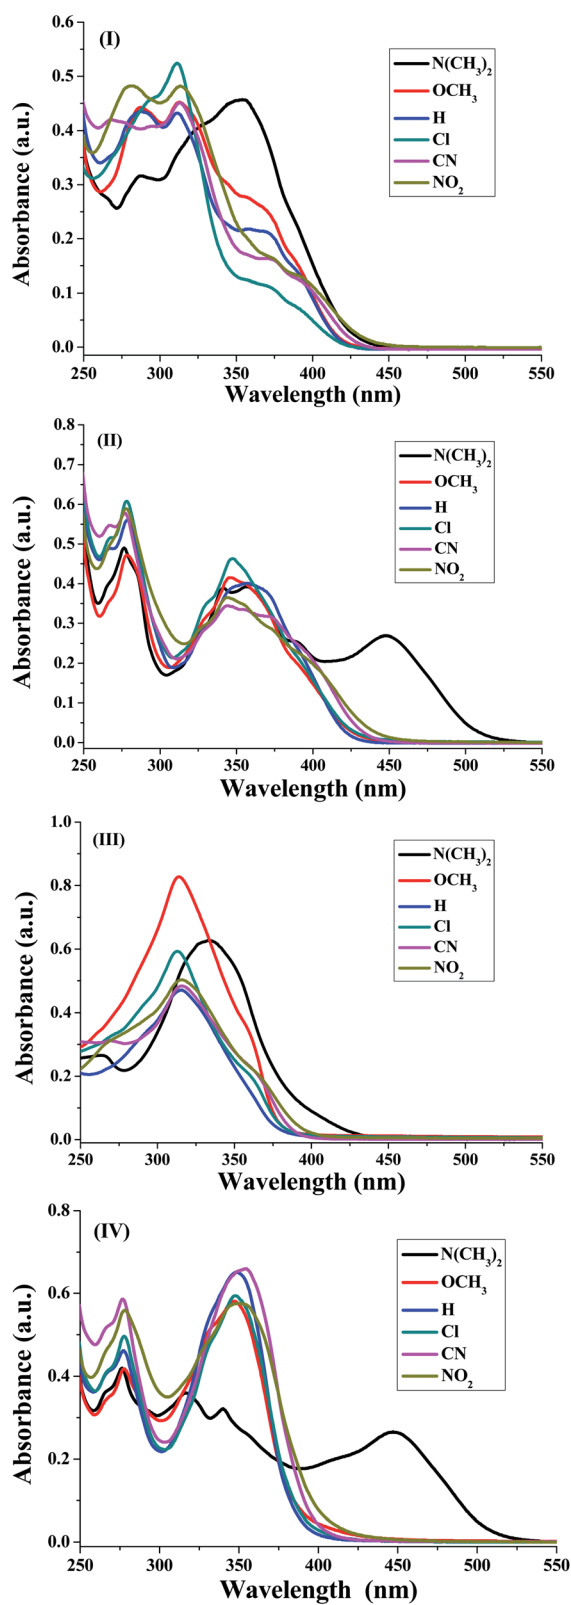 (I)
N(CH3)2
OCH3
H
Cl
CN
NO2
0.6
0.5
0.4
0.3
0.2
0.1
0.0
Absorbance (a.u.)
250 300 350 400 450 500 550
Wavelength (nm)
(II)
N(CH3)2
OCH3
H
Cl
CN
NO2
0.8
0.7
0.6
0.5
0.4
0.3
0.2
0.1
0.0
Absorbance (a.u.)
250 300 350 400 450 500 550
Wavelength (nm)
(III)
N(CH3)2
OCH3
H
Cl
CN
NO2
1.0
0.8
0.6
0.4
0.2
0.0
Absorbance (a.u.)
250 300 350 400 450 500 550
Wavelength (nm)
(IV)
N(CH3)2
OCH3
H
Cl
CN
NO2
0.8
0.6
0.4
0.2
0.0
Absorbance (a.u.)
250 300 350 400 450 500 550
Wavelength (nm)